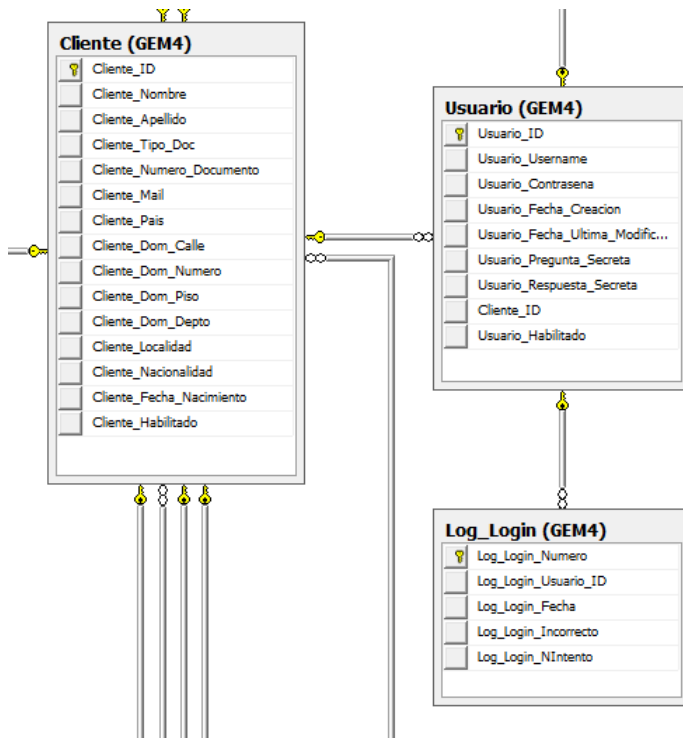 Cliente (GEM4)
Cliente_ID
Cliente_Nombre
Cliente_Apellido
Cliente_Tipo_Doc
Cliente_Numero_Documento
Cliente_Mail
Cliente_Pais
Cliente_Dom_Calle
Cliente_Dom_Numero
Cliente_Dom_Piso
Cliente_Dom_Depto
Cliente_Localidad
Cliente_Nacionalidad
Cliente_Fecha_Nacimiento
Cliente_Habilitado
Usuario (GEM4)
Usuario_ID
Usuario_Username
Usuario_Contrasena
Usuario_Fecha_Creacion
Usuario_Fecha_Ultima_Modific...
Usuario_Pregunta_Secreta
Usuario_Respuesta_Secreta
Cliente_ID
Usuario_Habilitado
Log_Login (GEM4)
Log_Login_Numero
Log_Login_Usuario_ID
Log_Login_Fecha
Log_Login_Incorrecto
Log_Login_NIntento